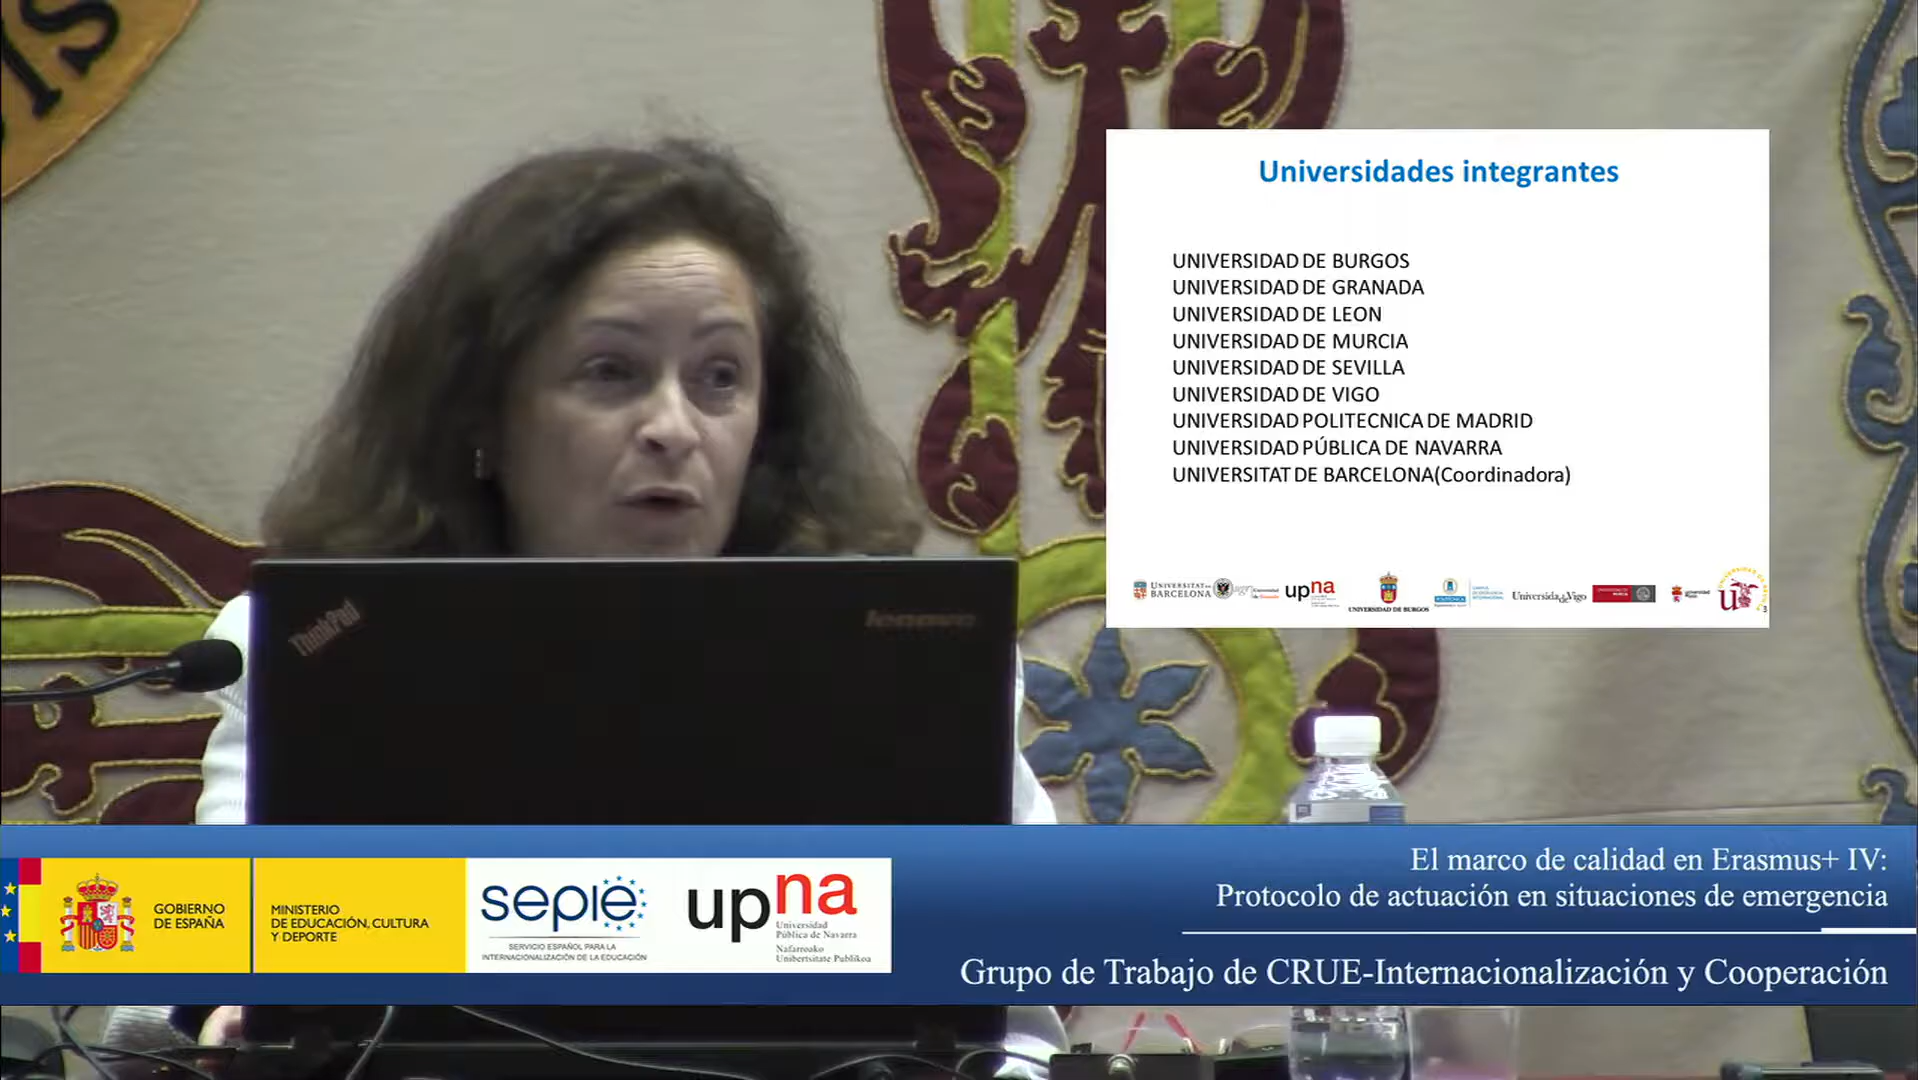 IS
Universidades integrantes
UNIVERSIDAD DE BURGOS
UNIVERSIDAD DE GRANADA
UNIVERSIDAD DE LEON
UNIVERSIDAD DE MURCIA
UNIVERSIDAD DE SEVILLA
UNIVERSIDAD DE VIGO
UNIVERSIDAD POLITECNICA DE MADRID
UNIVERSIDAD PÚBLICA DE NAVARRA
UNIVERSITAT DE BARCELONA(Coordinadora)
UNIVERSITAT DE
BARCELONA
upna
UNIVERSIDAD DE BURGOS
UniversidadeVigo
3
ThinkPad
lenovo
GOBIERNO
DE ESPAÑA
MINISTERIO
DE EDUCACIÓN, CULTURA
Y DEPORTE
sepie
SERVICIO ESPAÑOL PARA LA
INTERNACIONALIZACIÓN DE LA EDUCACIÓN
upna
Universidad
Pública de Navarra
Nafarroako
Unibertsitate Publikoa
El marco de calidad en Erasmus+ IV:
Protocolo de actuación en situaciones de emergencia
Grupo de Trabajo de CRUE-Internacionalización y Cooperación